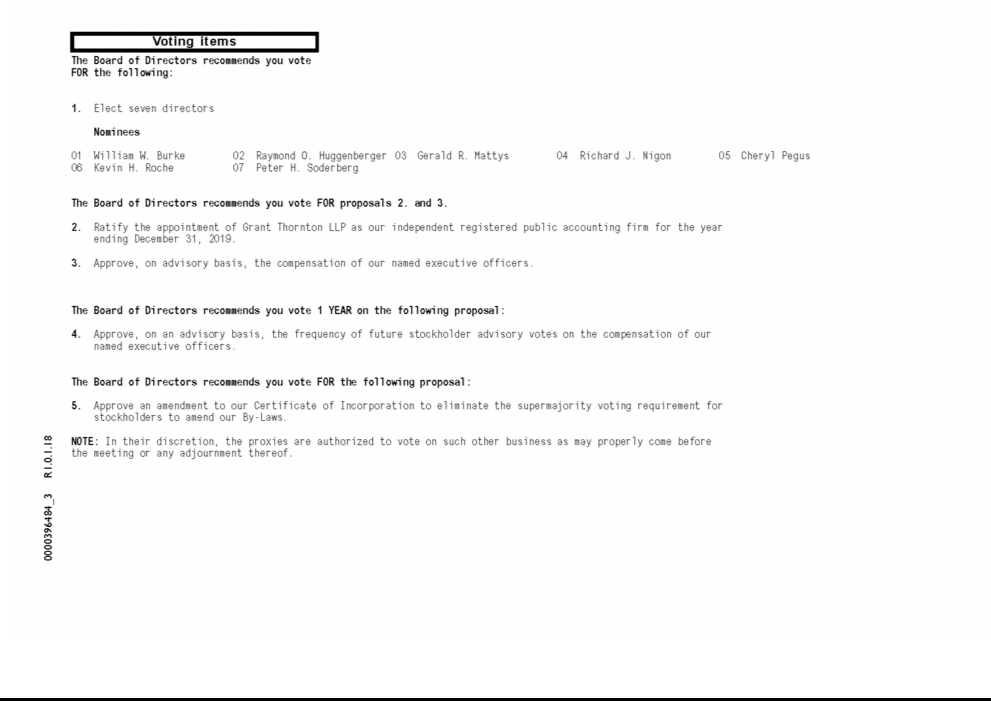 Voting items
The Board of Directors recommends you vote
FOR the following:
1. Elect seven directors
Nominees
01 William W. Burke 02 Raymond O. Huggenberger 03 Gerald R. Mattys 04 Richard J. Nigon 05 Cheryl Pegus
06 Kevin H. Roche 07 Peter H. Soderberg
The Board of Directors recommends you vote FOR proposals 2. and 3.
2. Ratify the appointment of Grant Thornton LLP as our independent registered public accounting firm for the year
ending December 31, 2019.
3. Approve, on advisory basis, the compensation of our named executive officers.
The Board of Directors recommends you vote 1 YEAR on the following proposal:
4. Approve, on an advisory basis, the frequency of future stockholder advisory votes on the compensation of our
named executive officers.
The Board of Directors recommends you vote FOR the following proposal:
5. Approve an amendment to our Certificate of Incorporation to eliminate the supermajority voting requirement for
stockholders to amend our By-Laws.
NOTE: In their discretion, the proxies are authorized to vote on such other business as may properly come before
the meeting or any adjournment thereof.
0000396484_3 R1.0.1.18